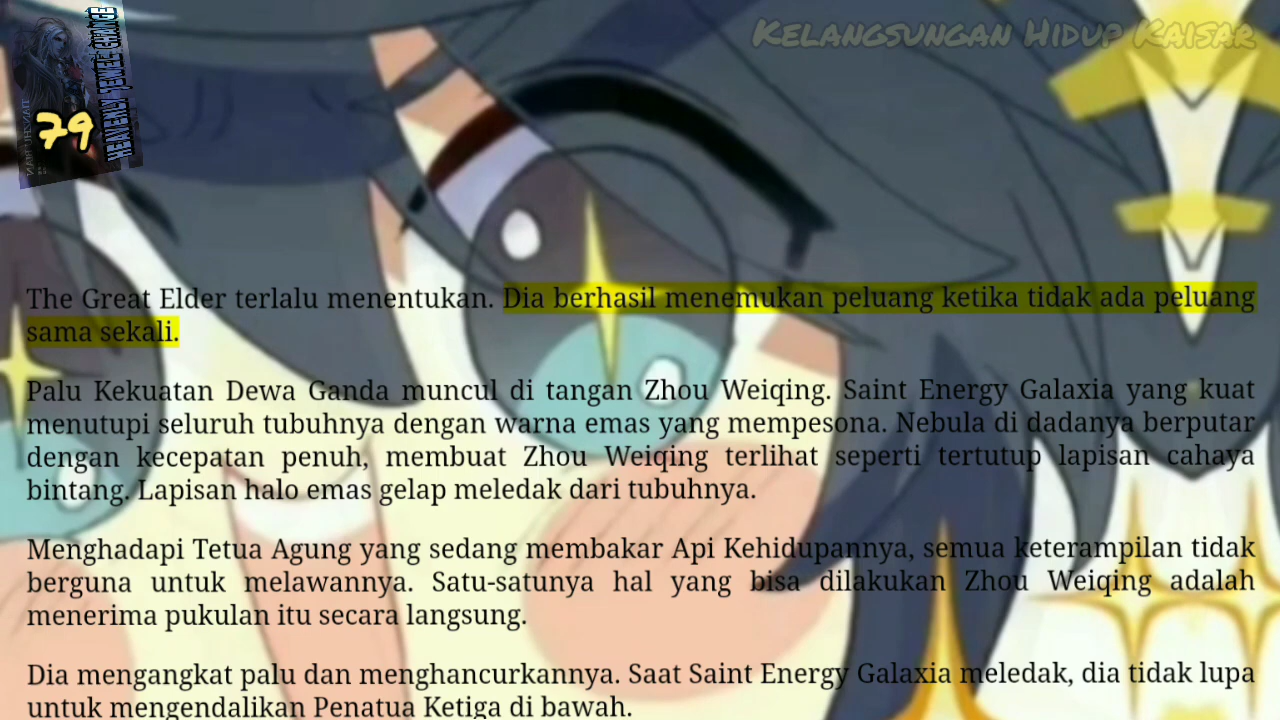 Kelangsungan Hidup Kaisar
HEAVENLY JEWEL CHANGE
79
The Great Elder terlalu menentukan. Dia berhasil menemukan peluang ketika tidak ada peluang
sama sekali.
Palu Kekuatan Dewa Ganda muncul di tangan Zhou Weiqing. Saint Energy Galaxia yang kuat
menutupi seluruh tubuhnya dengan warna emas yang mempesona. Nebula di dadanya berputar
dengan kecepatan penuh, membuat Zhou Weiqing terlihat seperti tertutup lapisan cahaya
bintang. Lapisan halo emas gelap meledak dari tubuhnya.
Menghadapi Tetua Agung yang sedang membakar Api Kehidupannya, semua keterampilan tidak
berguna untuk melawannya. Satu-satunya hal yang bisa dilakukan Zhou Weiqing adalah
menerima pukulan itu secara langsung.
Dia mengangkat palu dan menghancurkannya. Saat Saint Energy Galaxia meledak, dia tidak lupa
untuk mengendalikan Penatua Ketiga di bawah.